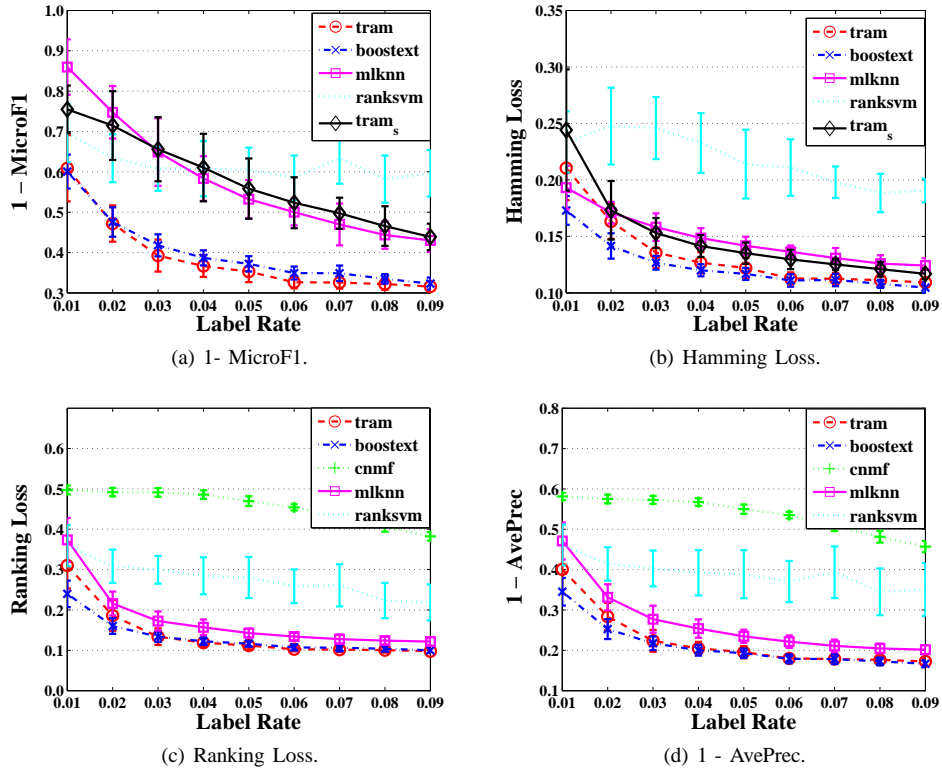 1.0
0.9
0.8
0.7
0.6
0.5
0.4
0.3
1 − MicroF1
0.01 0.02 0.03 0.04 0.05 0.06 0.07 0.08 0.09
Label Rate
tram
boostext
mlknn
ranksvm
tram_s
(a) 1- MicroF1.
0.35
0.30
0.25
0.20
0.15
0.10
Hamming Loss
0.01 0.02 0.03 0.04 0.05 0.06 0.07 0.08 0.09
Label Rate
tram
boostext
mlknn
ranksvm
tram_s
(b) Hamming Loss.
0.7
0.6
0.5
0.4
0.3
0.2
0.1
0.0
Ranking Loss
0.01 0.02 0.03 0.04 0.05 0.06 0.07 0.08 0.09
Label Rate
tram
boostext
cnmf
mlknn
ranksvm
(c) Ranking Loss.
0.8
0.7
0.6
0.5
0.4
0.3
0.2
0.1
1 − AvePrec
0.01 0.02 0.03 0.04 0.05 0.06 0.07 0.08 0.09
Label Rate
tram
boostext
cnmf
mlknn
ranksvm
(d) 1 - AvePrec.